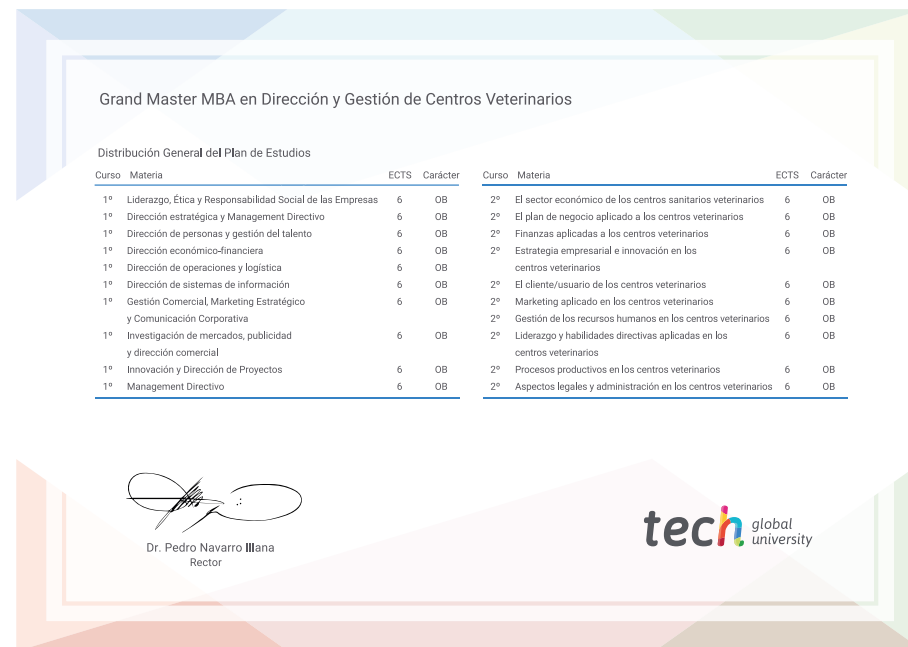 Grand Master MBA en Dirección y Gestión de Centros Veterinarios
Distribución General del Plan de Estudios
Curso Materia ECTS Carácter
1º Liderazgo, Ética y Responsabilidad Social de las Empresas 6 OB
1º Dirección estratégica y Management Directivo 6 OB
1º Dirección de personas y gestión del talento 6 OB
1º Dirección económico-financiera 6 OB
1º Dirección de operaciones y logística 6 OB
1º Dirección de sistemas de información 6 OB
1º Gestión Comercial, Marketing Estratégico 6 OB
y Comunicación Corporativa
1º Investigación de mercados, publicidad 6 OB
y dirección comercial
1º Innovación y Dirección de Proyectos 6 OB
1º Management Directivo 6 OB
Curso Materia ECTS Carácter
2º El sector económico de los centros sanitarios veterinarios 6 OB
2º El plan de negocio aplicado a los centros veterinarios 6 OB
2º Finanzas aplicadas a los centros veterinarios 6 OB
2º Estrategia empresarial e innovación en los 6 OB
centros veterinarios
2º El cliente/usuario de los centros veterinarios 6 OB
2º Marketing aplicado en los centros veterinarios 6 OB
2º Gestión de los recursos humanos en los centros veterinarios 6 OB
2º Liderazgo y habilidades directivas aplicadas en los 6 OB
centros veterinarios
2º Procesos productivos en los centros veterinarios 6 OB
2º Aspectos legales y administración en los centros veterinarios 6 OB
Dr. Pedro Navarro Illana
Rector
tech global
university